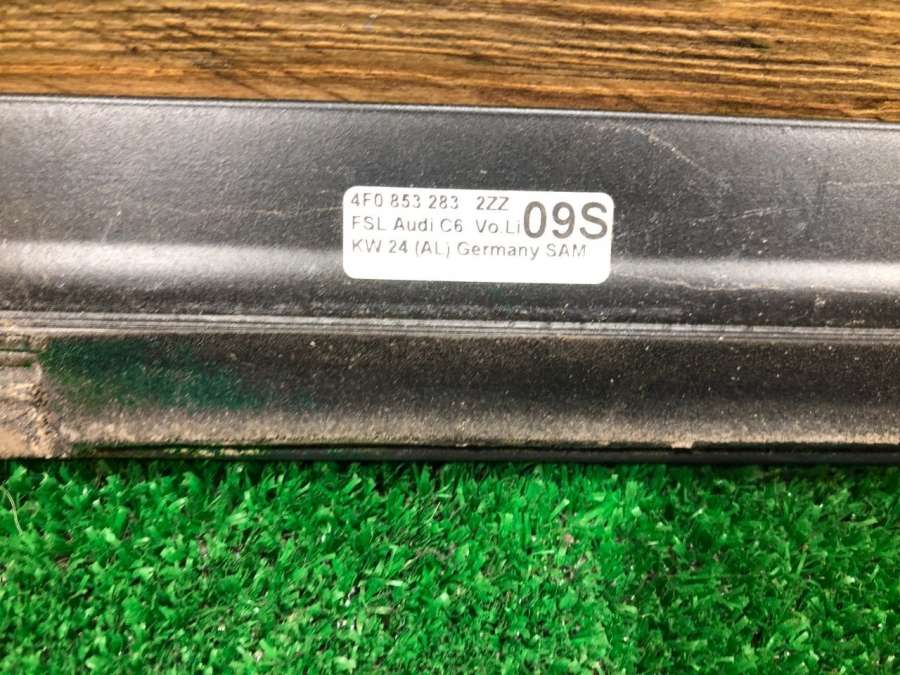 4F0 853 283 2ZZ
FSL Audi C6 Vo.Li 09S
KW 24 (AL) Germany SAM